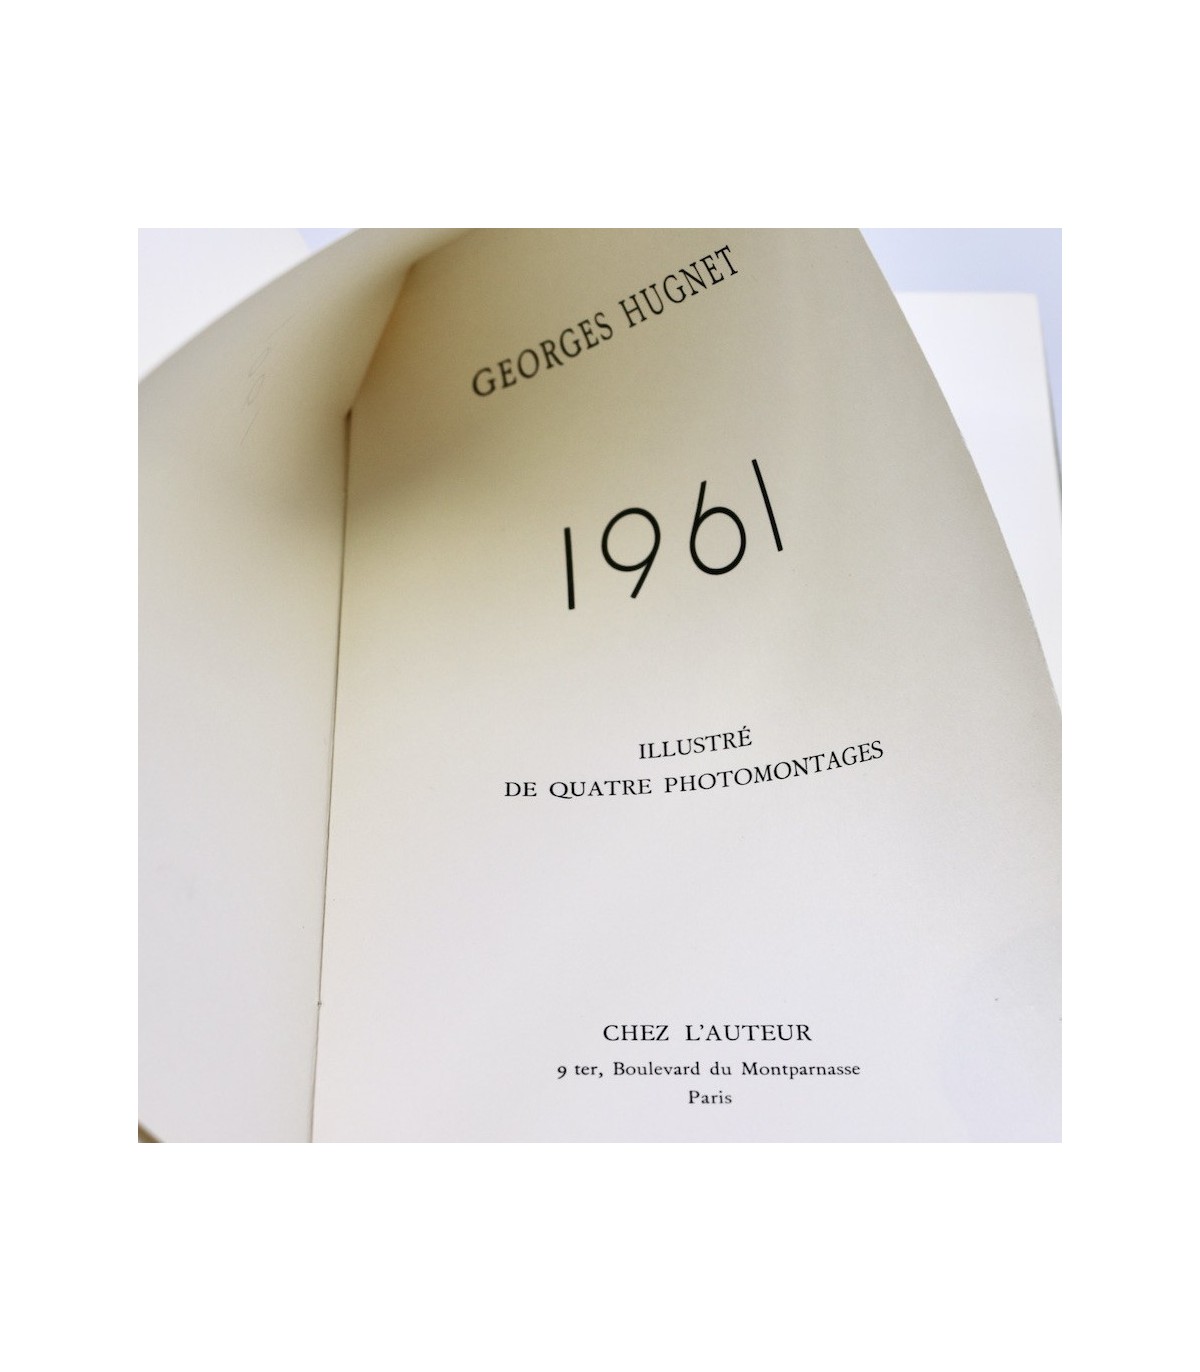 GEORGES HUGNET
1961
ILLUSTRÉ
DE QUATRE PHOTOMONTAGES
CHEZ L'AUTEUR
9 ter, Boulevard du Montparnasse
Paris